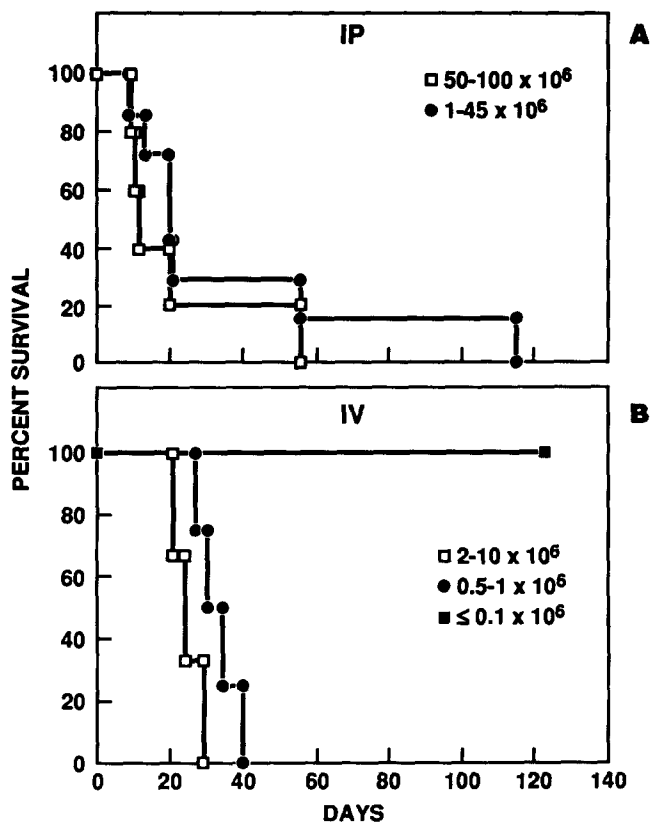 IP
A
50-100 x 10⁶
1-45 x 10⁶
100
80
60
40
20
0
PERCENT SURVIVAL
IV
B
100
80
60
40
20
0
2-10 x 10⁶
0.5-1 x 10⁶
≤ 0.1 x 10⁶
0 20 40 60 80 100 120 140
DAYS